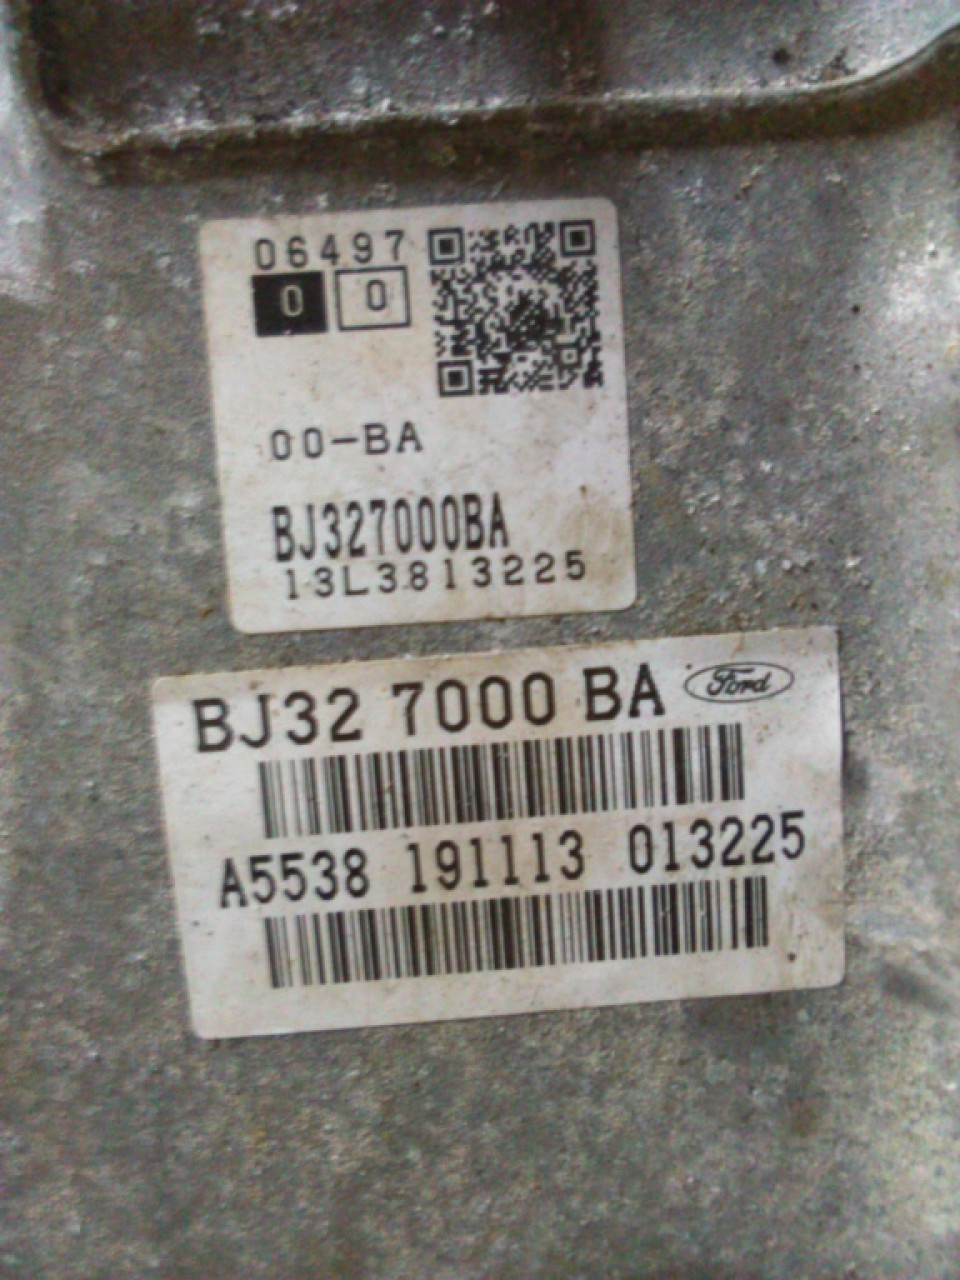 06497
0 0
00-BA
BJ327000BA
13L3813225
BJ32 7000 BA Ford
A5538 191113 013225